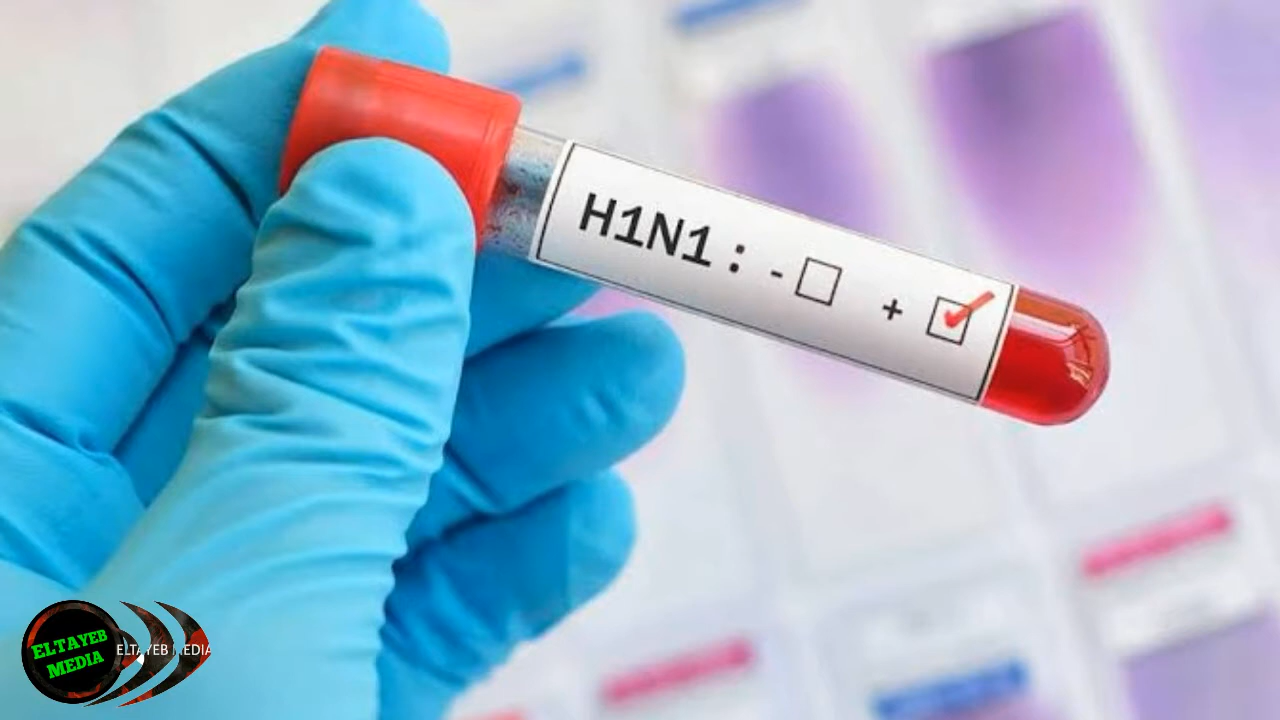 H1N1 : - ☐ + ☑
ELTAYEB
MEDIA
ELTAYEB MEDIA